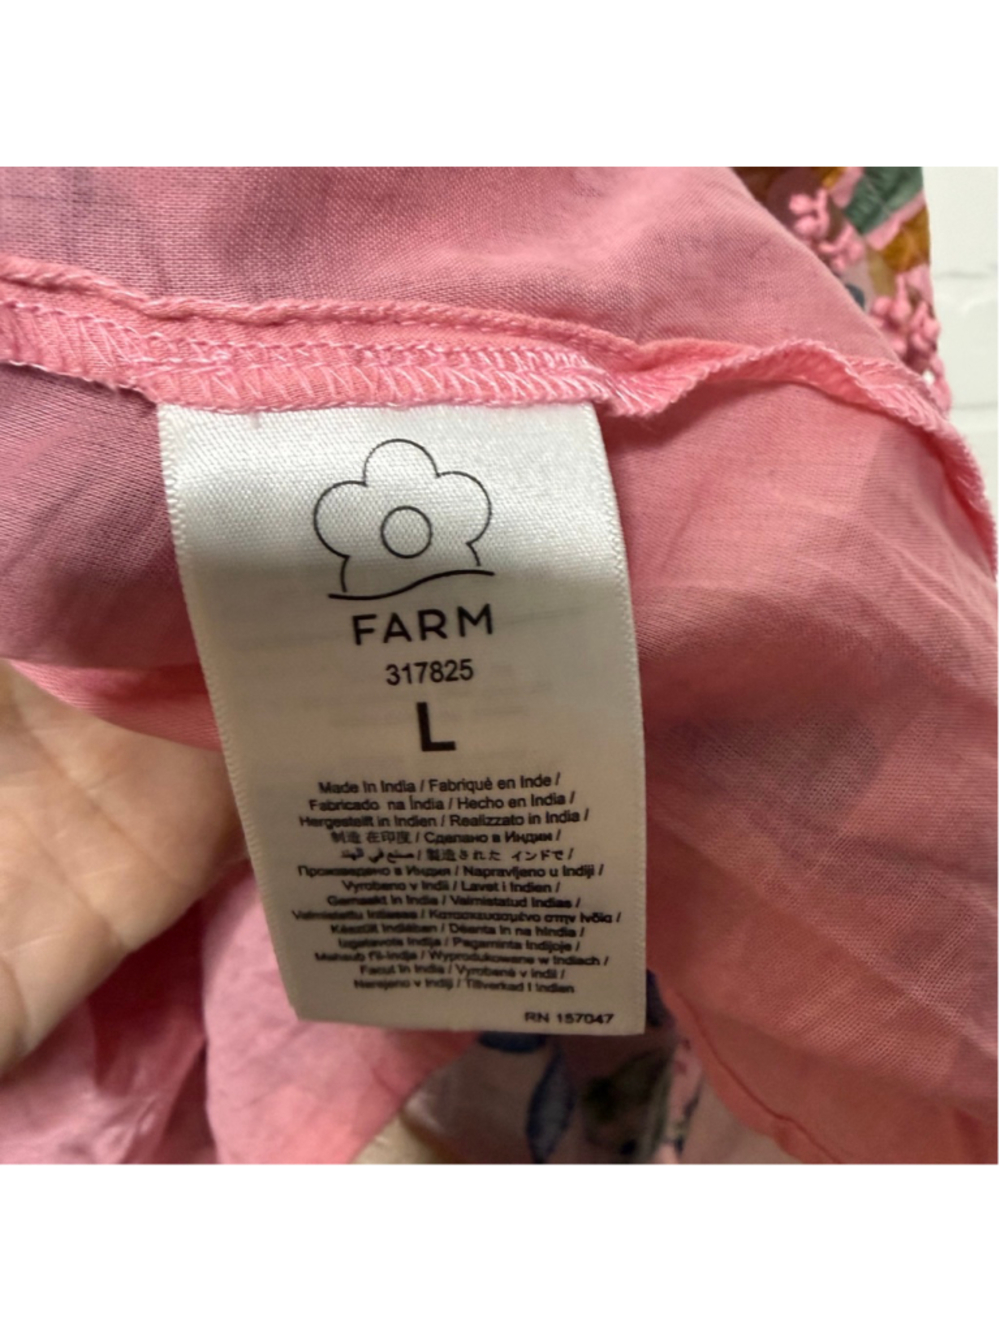 FARM
317825
L
Made In India / Fabriqué en Inde /
Fabricado na Índia / Hecho en India /
Hergestellt in Indien / Realizzato in India /
制造 在印度 / Сделано в Индии /
صنع في الهند / 製造された インドで /
Произведено в Индия / Napravljeno u Indiji /
Vyrobeno v Indii / Lavet i Indien /
Gemaakt in India / Valmistatud Indias /
Valmistettu Intiassa / Κατασκευασμένο στην Ινδία /
Készült Indiában / Déanta in na hIndia /
Izgatavots Indija / Pagaminta Indijoje /
Maħsub fil-Indja / Wyprodukowane w Indiach /
Facut in India / Vyrobené v Indii /
Narejeno v Indiji / Tillverkad I Indien
RN 157047